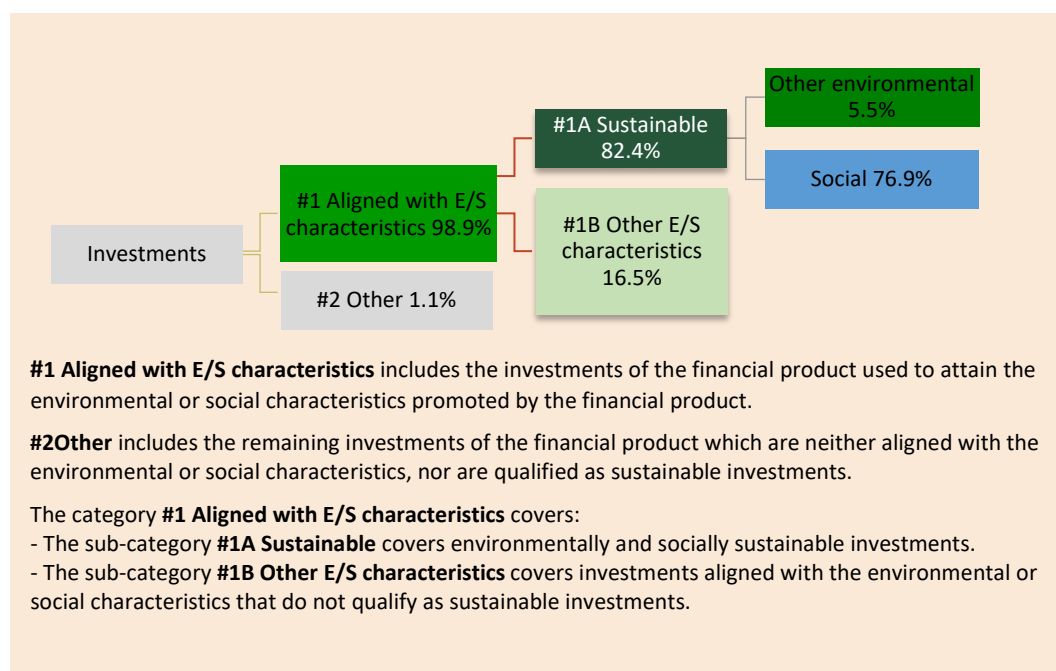 Other environmental
5.5%
#1A Sustainable
82.4%
Social 76.9%
#1 Aligned with E/S
characteristics 98.9%
#1B Other E/S
characteristics
16.5%
Investments
#2 Other 1.1%
#1 Aligned with E/S characteristics includes the investments of the financial product used to attain the
environmental or social characteristics promoted by the financial product.
#2Other includes the remaining investments of the financial product which are neither aligned with the
environmental or social characteristics, nor are qualified as sustainable investments.
The category #1 Aligned with E/S characteristics covers:
- The sub-category #1A Sustainable covers environmentally and socially sustainable investments.
- The sub-category #1B Other E/S characteristics covers investments aligned with the environmental or
social characteristics that do not qualify as sustainable investments.